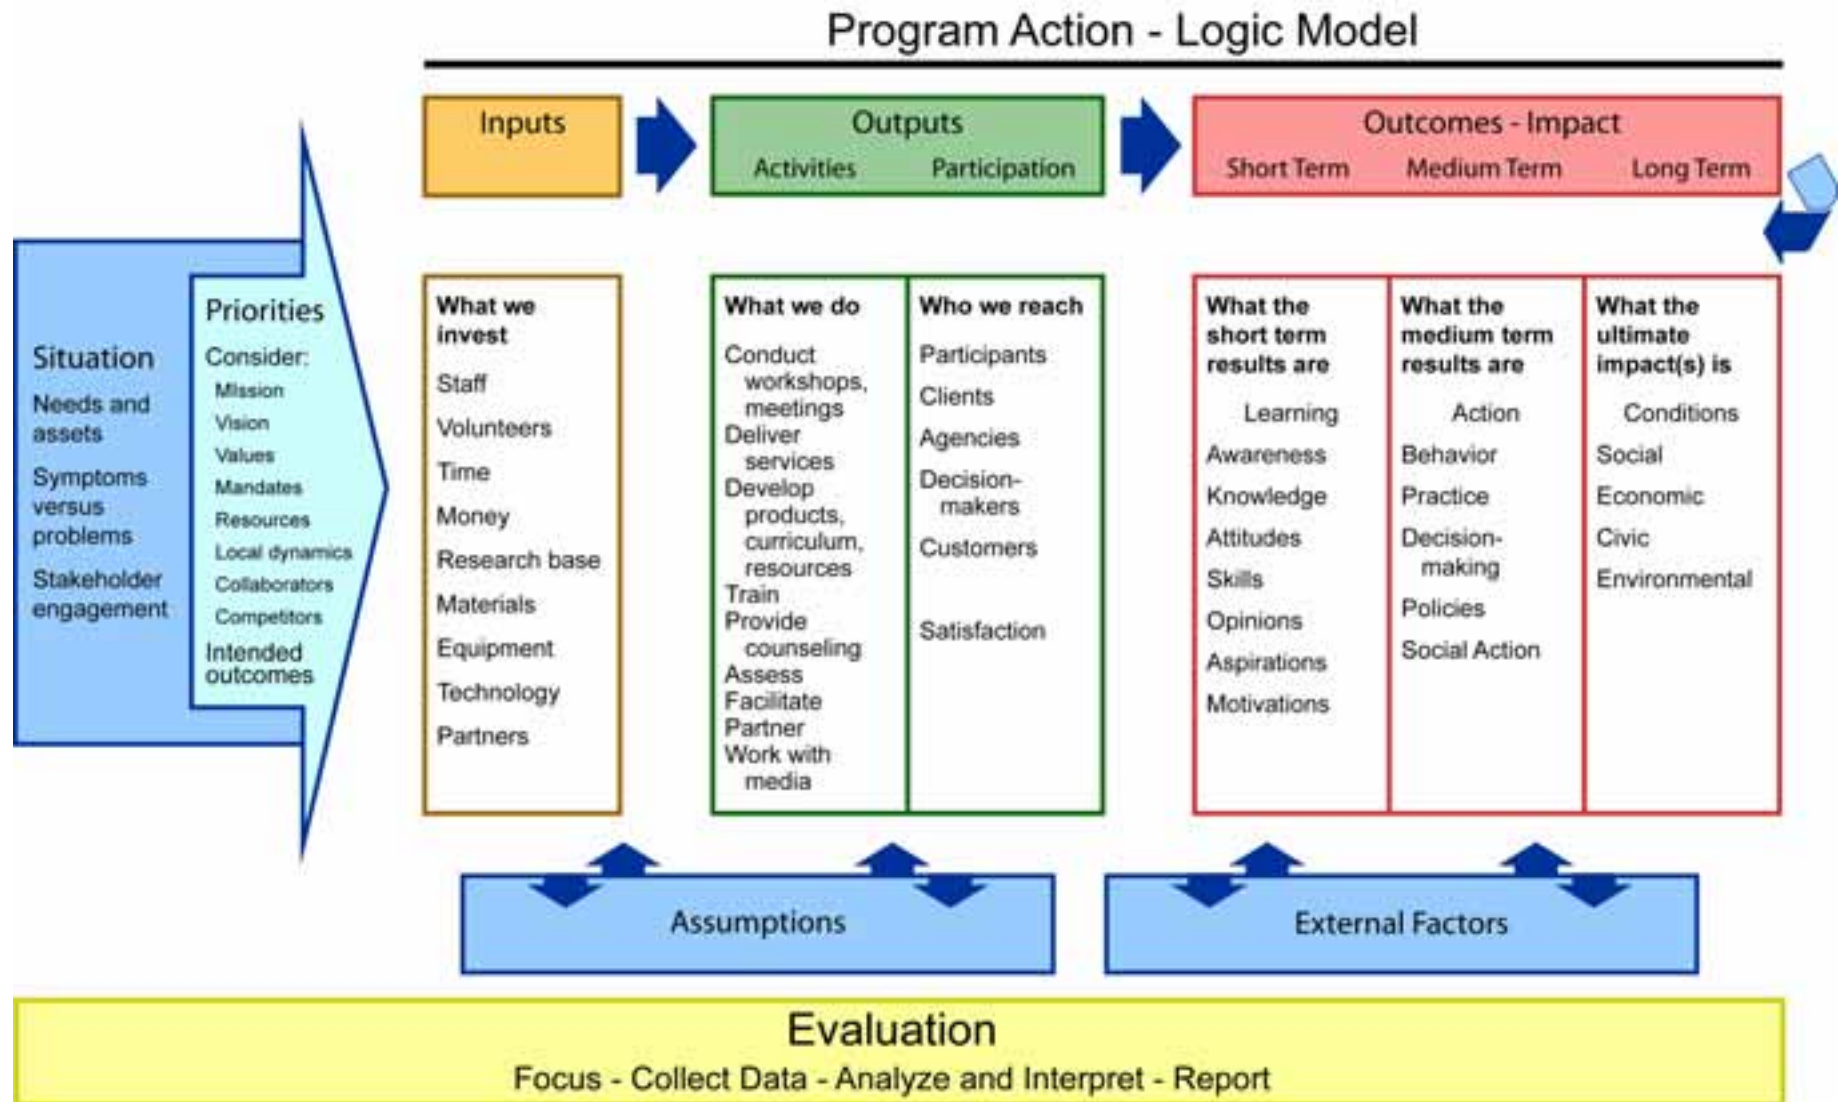 Program Action - Logic Model
Inputs
Outputs
Activities
Participation
Outcomes - Impact
Short Term
Medium Term
Long Term
Situation
Needs and
assets
Symptoms
versus
problems
Stakeholder
engagement
Priorities
Consider:
MIssion
Vision
Values
Mandates
Resources
Local dynamics
Collaborators
Competitors
Intended
outcomes
What we
invest
Staff
Volunteers
Time
Money
Research base
Materials
Equipment
Technology
Partners
What we do
Conduct
workshops,
meetings
Deliver
services
Develop
products,
curriculum,
resources
Train
Provide
counseling
Assess
Facilitate
Partner
Work with
media
Who we reach
Participants
Clients
Agencies
Decision-
makers
Customers
Satisfaction
What the
short term
results are
Learning
Awareness
Knowledge
Attitudes
Skills
Opinions
Aspirations
Motivations
What the
medium term
results are
Action
Behavior
Practice
Decision-
making
Policies
Social Action
What the
ultimate
impact(s) is
Conditions
Social
Economic
Civic
Environmental
Assumptions
External Factors
Evaluation
Focus - Collect Data - Analyze and Interpret - Report